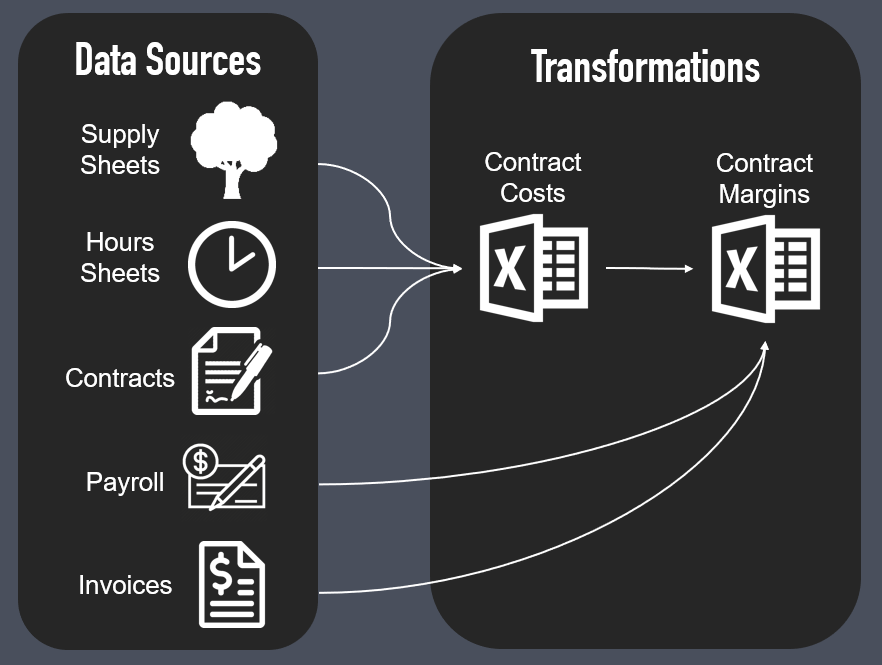 Data Sources
Supply
Sheets
Hours
Sheets
Contracts
Payroll
$
Invoices
$
Transformations
Contract
Costs
X
Contract
Margins
X